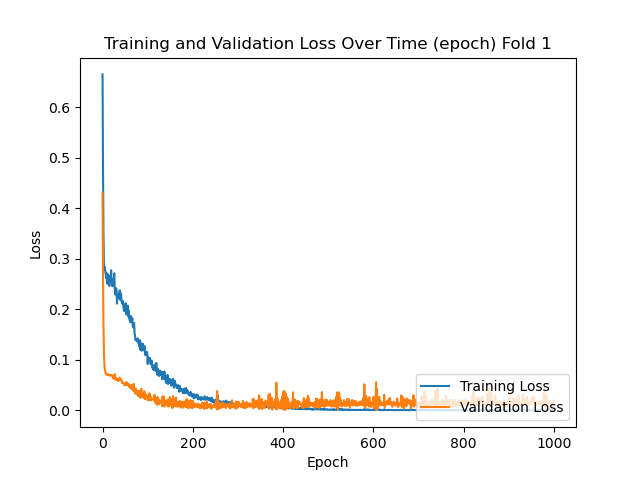 Training and Validation Loss Over Time (epoch) Fold 1
Loss
0.6
0.5
0.4
0.3
0.2
0.1
0.0
Training Loss
Validation Loss
0 200 400 600 800 1000
Epoch